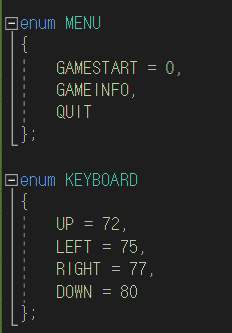 enum MENU
{
GAMESTART = 0,
GAMEINFO,
QUIT
};
enum KEYBOARD
{
UP = 72,
LEFT = 75,
RIGHT = 77,
DOWN = 80
};